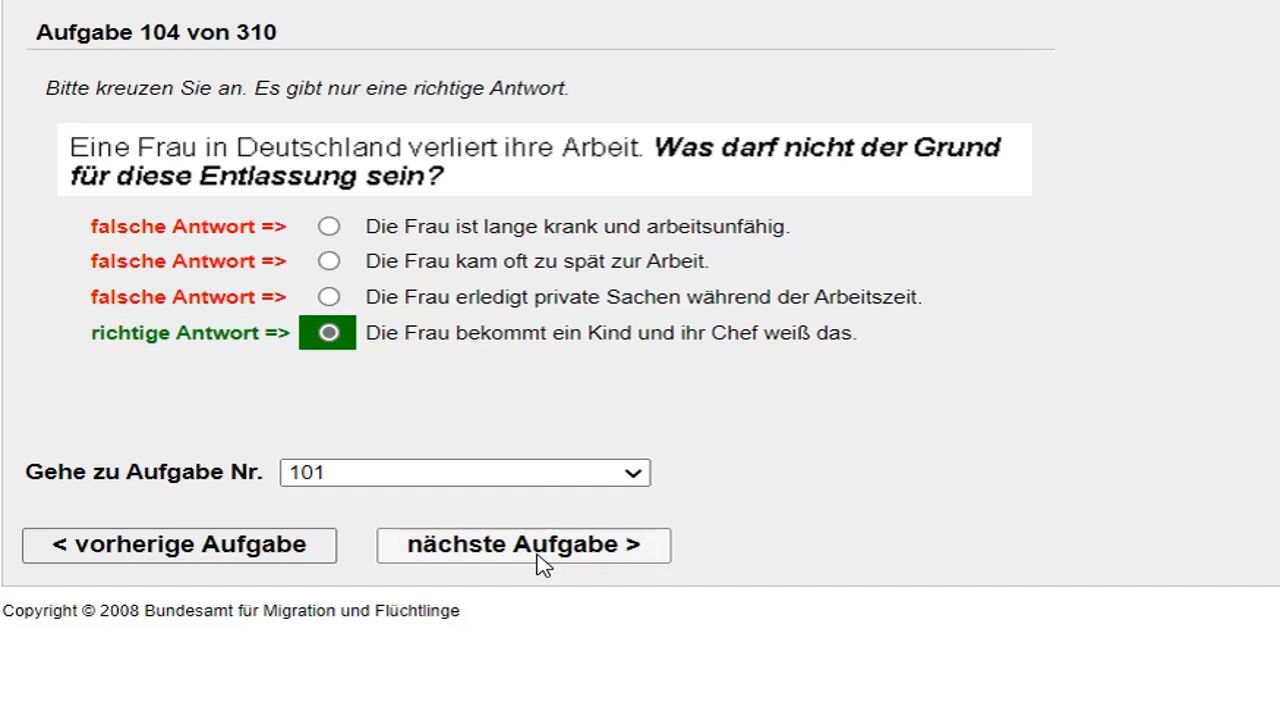 Aufgabe 104 von 310
Bitte kreuzen Sie an. Es gibt nur eine richtige Antwort.
Eine Frau in Deutschland verliert ihre Arbeit. Was darf nicht der Grund
für diese Entlassung sein?
falsche Antwort => Die Frau ist lange krank und arbeitsunfähig.
falsche Antwort => Die Frau kam oft zu spät zur Arbeit.
falsche Antwort => Die Frau erledigt private Sachen während der Arbeitszeit.
richtige Antwort => Die Frau bekommt ein Kind und ihr Chef weiß das.
Gehe zu Aufgabe Nr. 101
< vorherige Aufgabe nächste Aufgabe >
Copyright © 2008 Bundesamt für Migration und Flüchtlinge